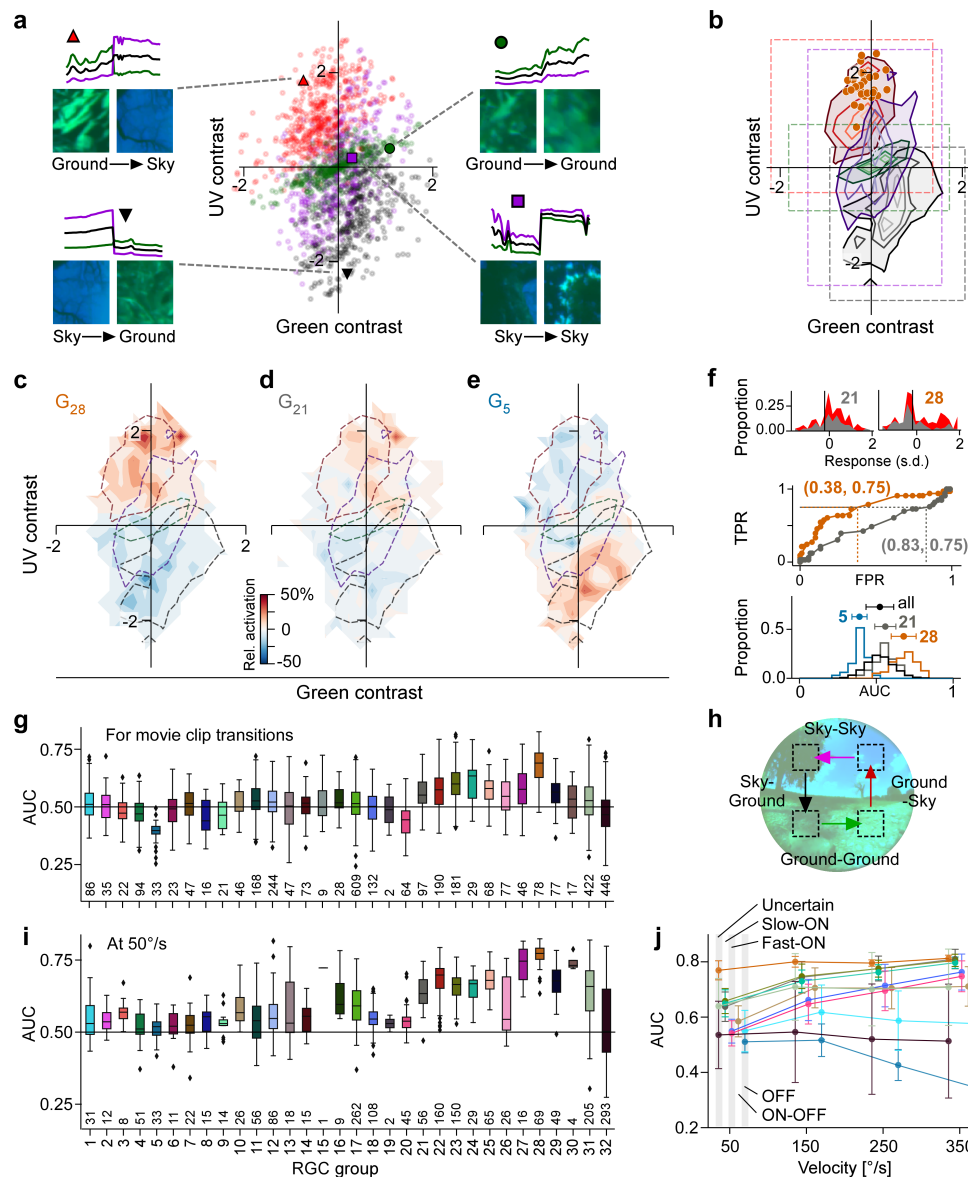 a
2
-2
2
-2
UV contrast
Green contrast
Ground
Sky
Ground
Ground
Sky
Ground
Sky
Sky
b
2
-2
2
-2
UV contrast
Green contrast
c
G28
2
-2
-2
UV contrast
d
G21
Rel. activation
50%
0
-50
e
G5
Green contrast
f
Proportion
0.25
0.00
21
28
0
2
0
2
Response (s.d.)
TPR
1
0
(0.38, 0.75)
(0.83, 0.75)
0
FPR
1
Proportion
0.5
0.0
5
all
21
28
0
AUC
1
g
For movie clip transitions
AUC
0.75
0.50
0.25
86 35 22 94 33 23 47 16 21 46 168 244 47 73 9 28 609 132 2 64 97 190 181 29 68 77 46 78 77 17 422 446
h
Sky-Sky
Sky-
Ground
Ground
-Sky
Ground-Ground
i
At 50°/s
AUC
0.75
0.50
0.25
31 12 8 51 33 11 22 15 14 26 56 86 18 15 1 9 262 108 2 45 56 160 150 25 65 26 16 69 49 4 205 293
1 2 3 4 5 6 7 8 9 10 11 12 13 14 15 16 17 18 19 20 21 22 23 24 25 26 27 28 29 30 31 32
RGC group
j
Uncertain
Slow-ON
Fast-ON
OFF
ON-OFF
AUC
0.8
0.6
0.4
0.2
50
150
250
350
Velocity [°/s]